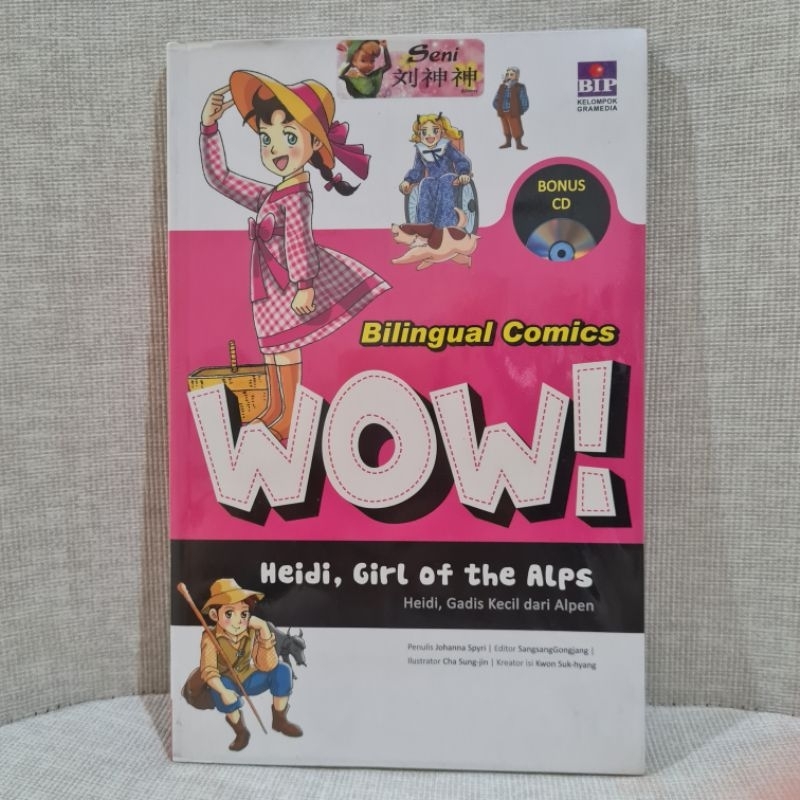 Seni
刘神神
BIP
KELOMPOK
GRAMEDIA
BONUS
CD
Bilingual Comics
WOW!
Heidi, Girl of the Alps
Heidi, Gadis Kecil dari Alpen
Penulis Johanna Spyri | Editor SangsangGongjang |
Ilustrator Cha Sung-jin | Kreator isi Kwon Suk-hyang